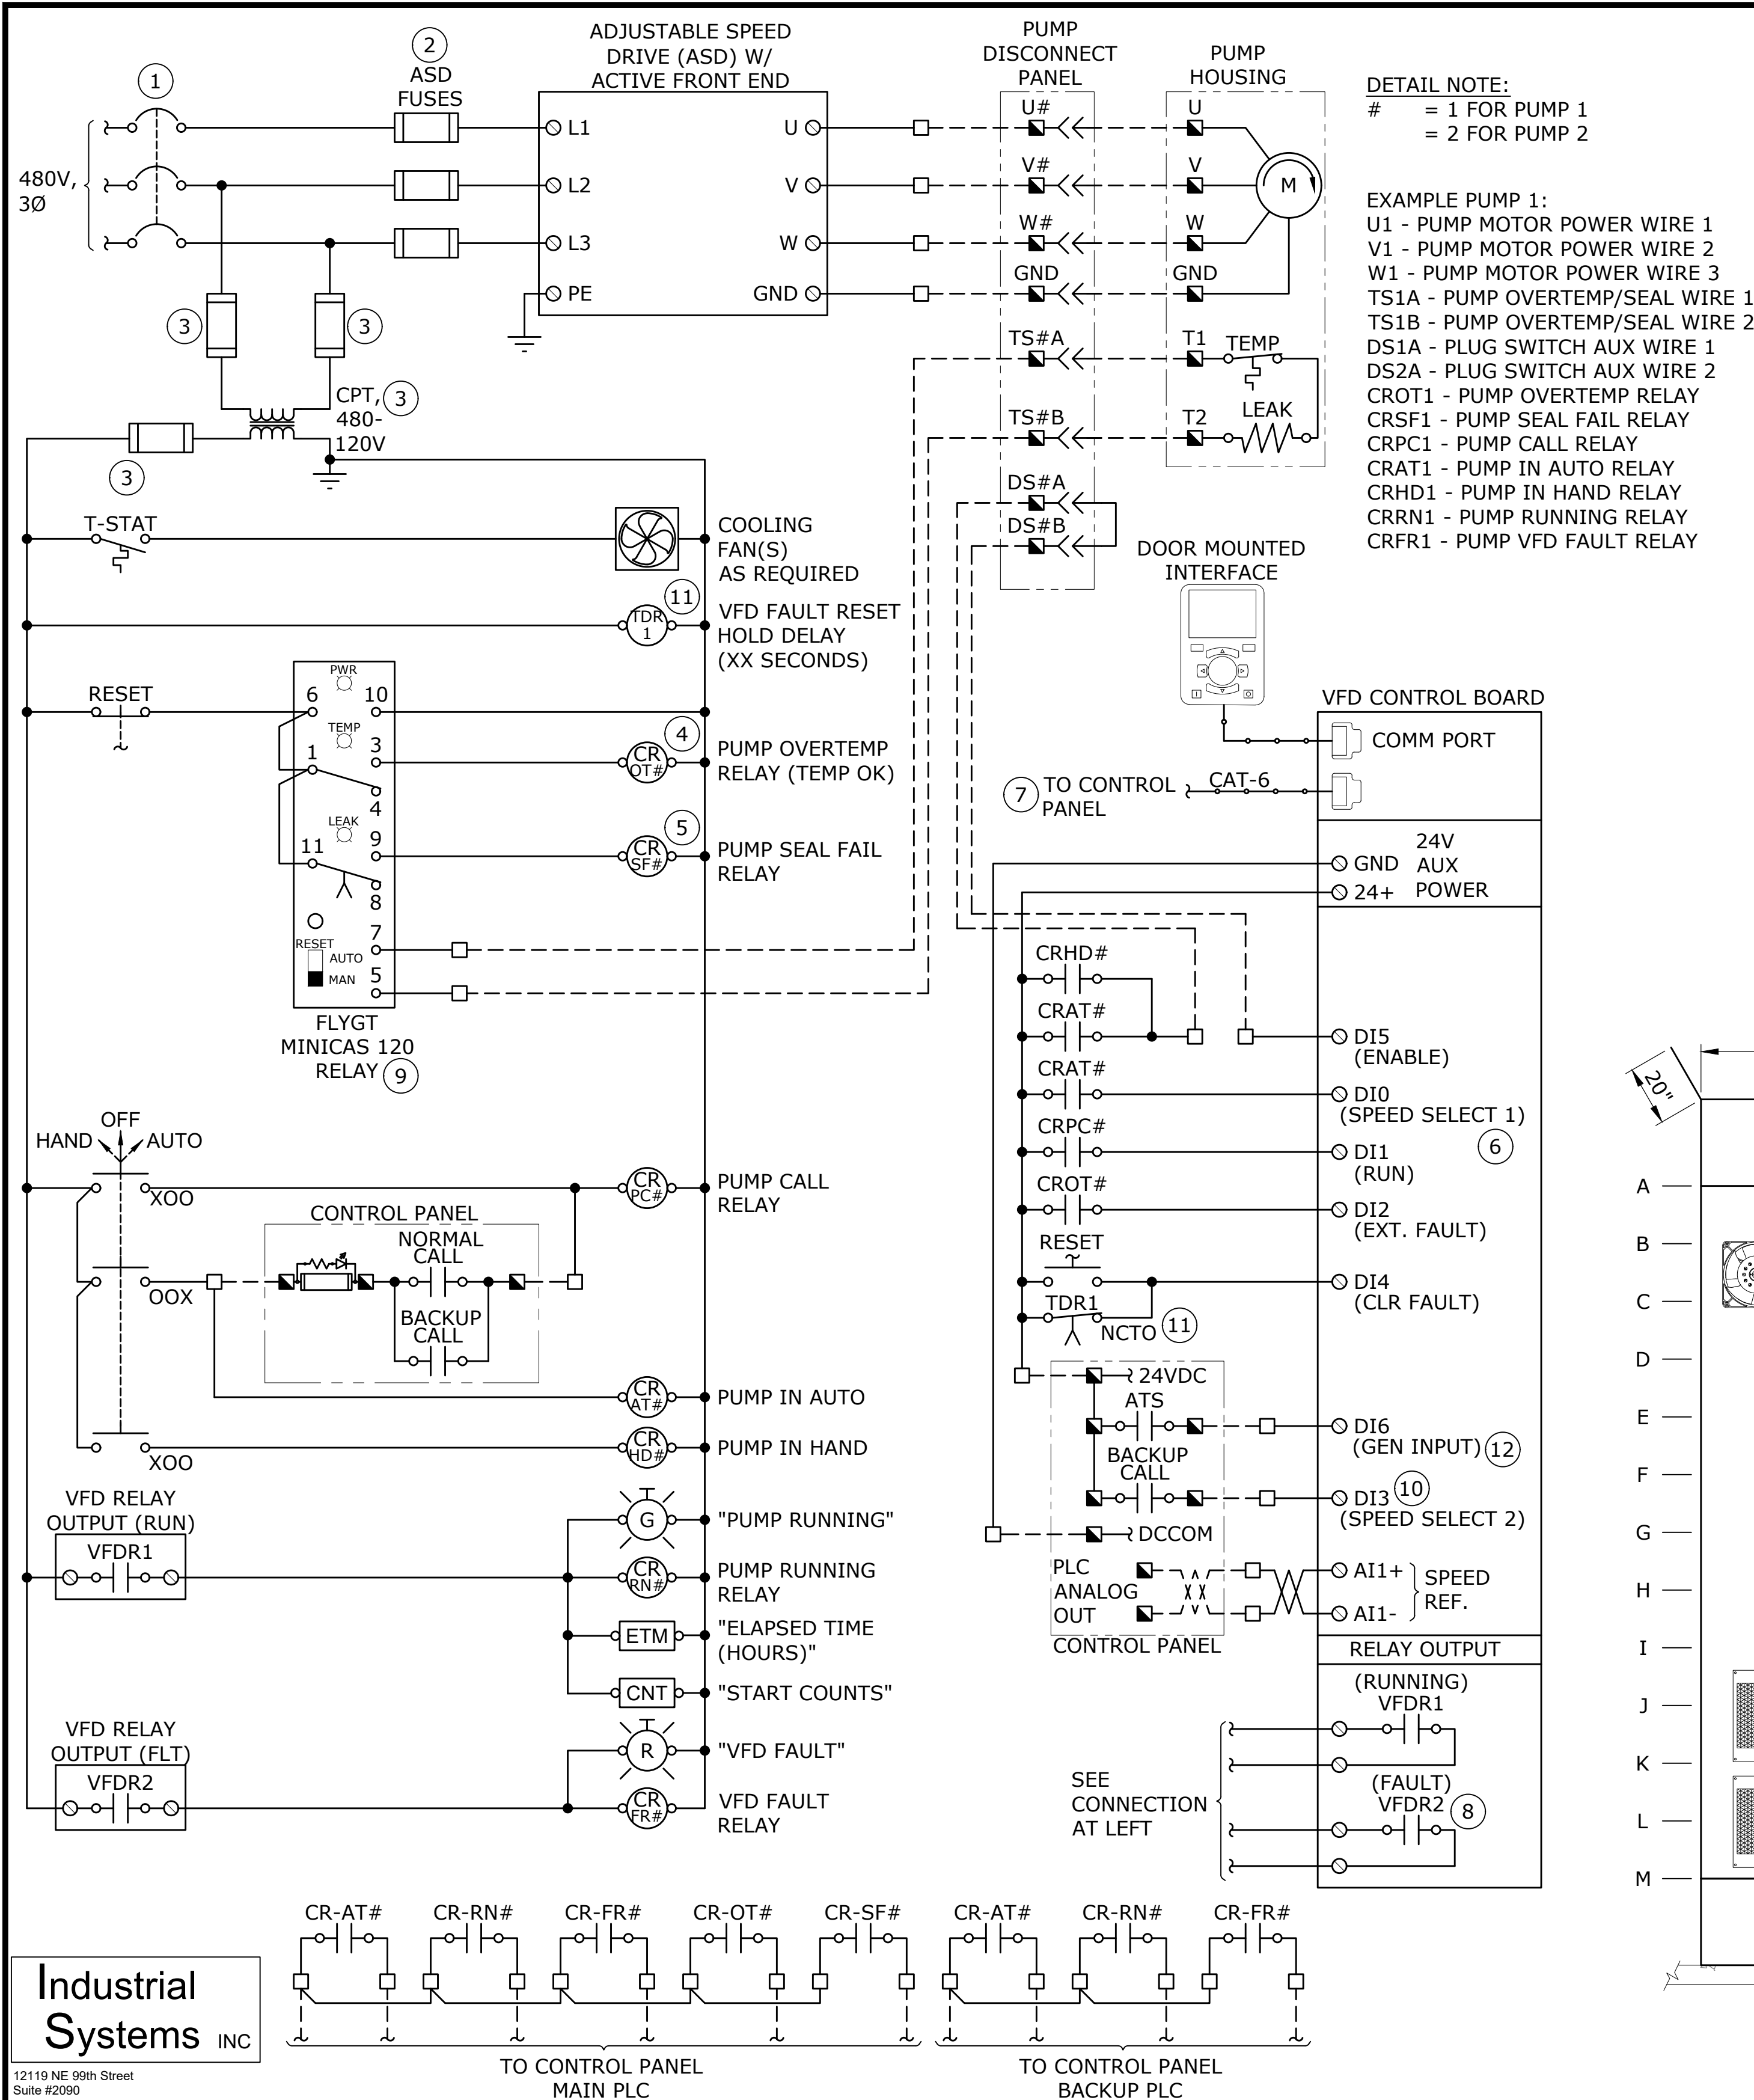 ADJUSTABLE SPEED
DRIVE (ASD) W/
ACTIVE FRONT END
1
2
ASD
FUSES
480V,
3Ø
L1
L2
L3
PE
U
V
W
GND
3
3
CPT,
480-
120V
3
3
PUMP
DISCONNECT
PANEL
U#
V#
W#
GND
TS#A
TS#B
DS#A
DS#B
PUMP
HOUSING
U
V
W
GND
M
T1
TEMP
T2
LEAK
DETAIL NOTE:
# = 1 FOR PUMP 1
= 2 FOR PUMP 2
EXAMPLE PUMP 1:
U1 - PUMP MOTOR POWER WIRE 1
V1 - PUMP MOTOR POWER WIRE 2
W1 - PUMP MOTOR POWER WIRE 3
TS1A - PUMP OVERTEMP/SEAL WIRE 1
TS1B - PUMP OVERTEMP/SEAL WIRE 2
DS1A - PLUG SWITCH AUX WIRE 1
DS2A - PLUG SWITCH AUX WIRE 2
CROT1 - PUMP OVERTEMP RELAY
CRSF1 - PUMP SEAL FAIL RELAY
CRPC1 - PUMP CALL RELAY
CRAT1 - PUMP IN AUTO RELAY
CRHD1 - PUMP IN HAND RELAY
CRRN1 - PUMP RUNNING RELAY
CRFR1 - PUMP VFD FAULT RELAY
T-STAT
COOLING
FAN(S)
AS REQUIRED
TDR
1
11
VFD FAULT RESET
HOLD DELAY
(XX SECONDS)
RESET
PWR
6
10
TEMP
1
3
4
LEAK
11
9
8
7
RESET
AUTO
MAN
5
FLYGT
MINICAS 120
RELAY
9
CR
OT#
4
PUMP OVERTEMP
RELAY (TEMP OK)
CR
SF#
5
PUMP SEAL FAIL
RELAY
OFF
HAND
AUTO
XOO
CR
PC#
PUMP CALL
RELAY
CONTROL PANEL
NORMAL
CALL
OOX
BACKUP
CALL
CR
AT#
PUMP IN AUTO
XOO
CR
HD#
PUMP IN HAND
VFD RELAY
OUTPUT (RUN)
VFDR1
G
"PUMP RUNNING"
CR
RN#
PUMP RUNNING
RELAY
ETM
"ELAPSED TIME
(HOURS)"
CNT
"START COUNTS"
VFD RELAY
OUTPUT (FLT)
VFDR2
R
"VFD FAULT"
CR
FR#
VFD FAULT
RELAY
DOOR MOUNTED
INTERFACE
VFD CONTROL BOARD
COMM PORT
7
TO CONTROL
PANEL
CAT-6
24V
AUX
POWER
GND
24+
CRHD#
CRAT#
DI5
(ENABLE)
CRAT#
DI0
(SPEED SELECT 1)
6
CRPC#
DI1
(RUN)
CROT#
DI2
(EXT. FAULT)
RESET
DI4
(CLR FAULT)
TDR1
NCTO
11
24VDC
ATS
DI6
(GEN INPUT)
12
BACKUP
CALL
DI3
10
(SPEED SELECT 2)
DCCOM
PLC
ANALOG
OUT
AI1+
AI1-
SPEED
REF.
CONTROL PANEL
RELAY OUTPUT
(RUNNING)
VFDR1
(FAULT)
VFDR2
8
SEE
CONNECTION
AT LEFT
20"
A
B
C
D
E
F
G
H
I
J
K
L
M
CR-AT#
CR-RN#
CR-FR#
CR-OT#
CR-SF#
CR-AT#
CR-RN#
CR-FR#
TO CONTROL PANEL
MAIN PLC
TO CONTROL PANEL
BACKUP PLC
Industrial
Systems INC
12119 NE 99th Street
Suite #2090